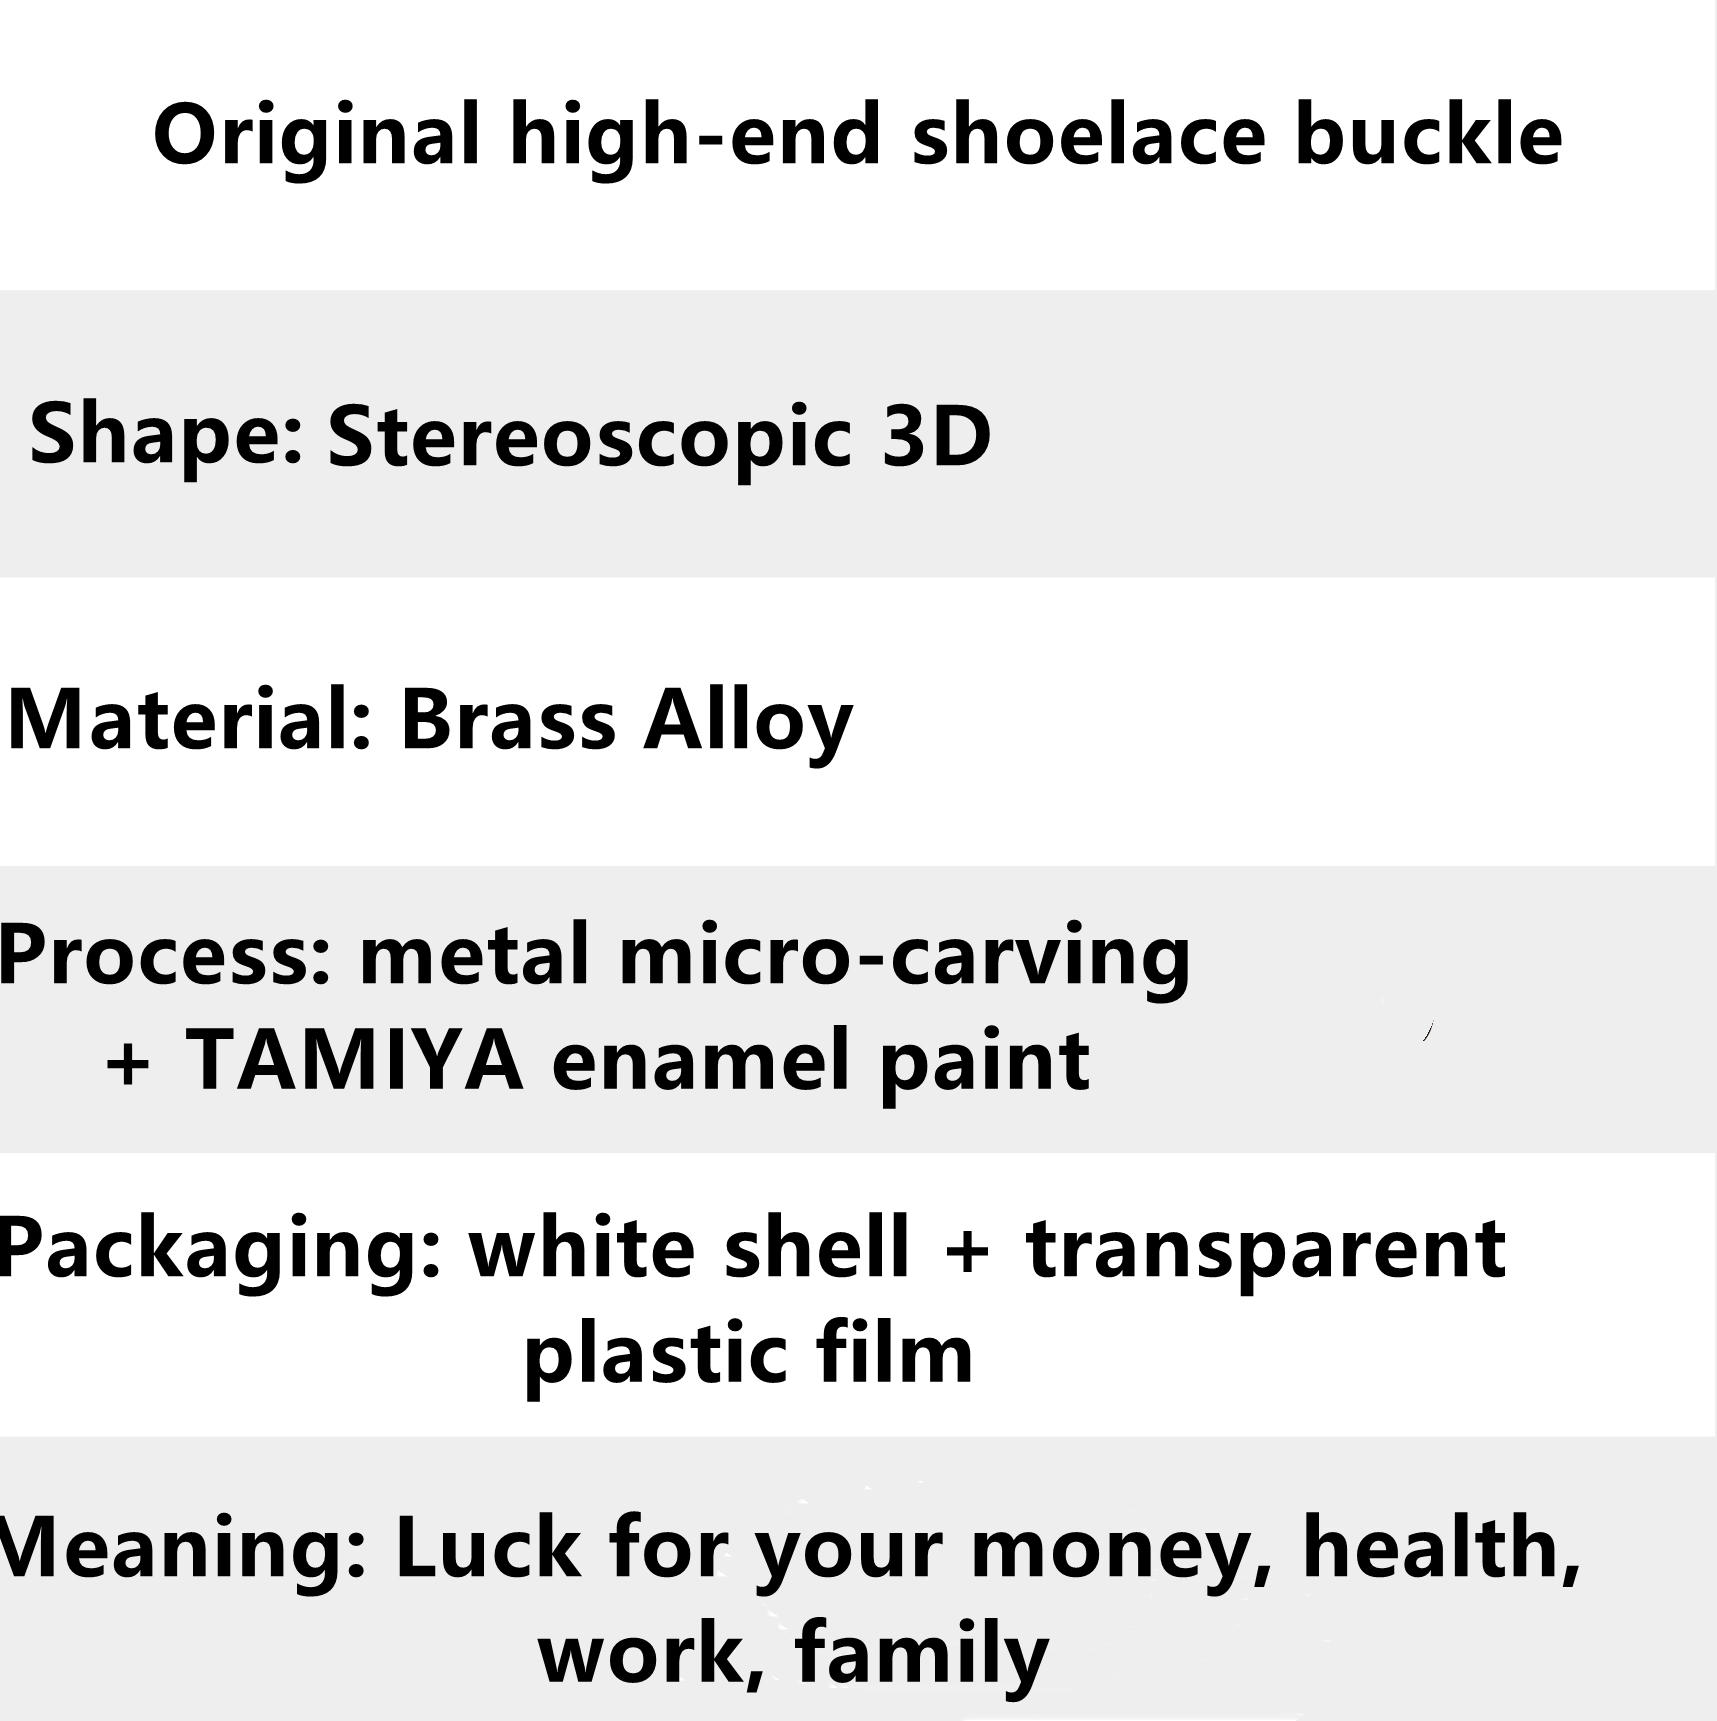 Original high-end shoelace buckle
Shape: Stereoscopic 3D
Material: Brass Alloy
Process: metal micro-carving
+ TAMIYA enamel paint
Packaging: white shell + transparent
plastic film
Meaning: Luck for your money, health,
work, family